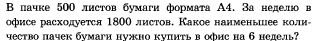 В пачке 500 листов бумаги формата А4. За неделю в
офисе расходуется 1800 листов. Какое наименьшее коли-
чество пачек бумаги нужно купить в офис на 6 недель?